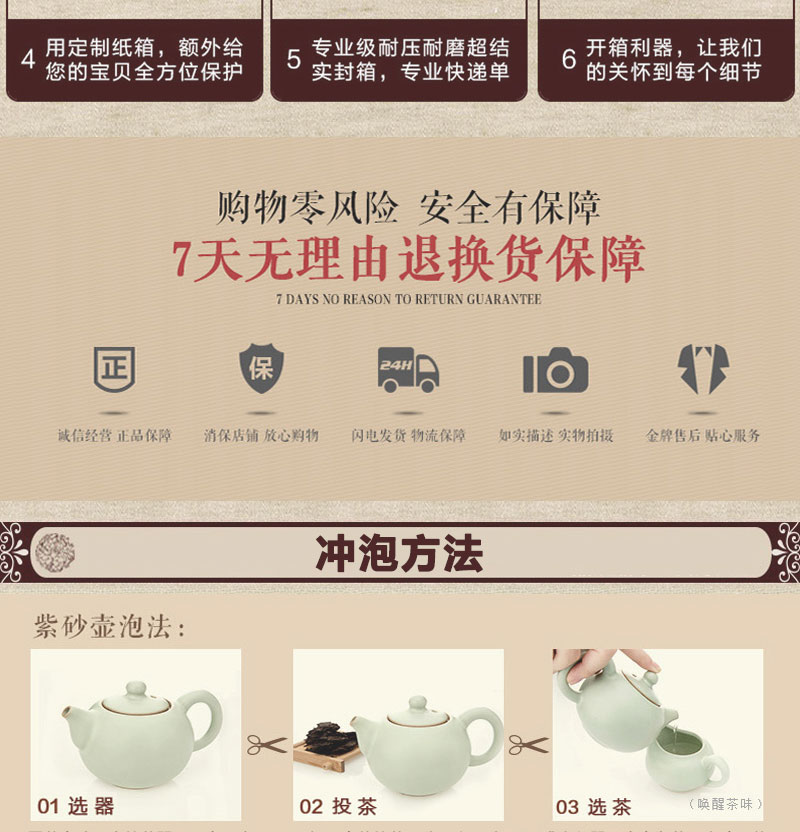 4 用定制纸箱，额外给
您的宝贝全方位保护
5 专业级耐压耐磨超结
实封箱，专业快递单
6 开箱利器，让我们
的关怀到每个细节
购物零风险 安全有保障
7天无理由退换货保障
7 DAYS NO REASON TO RETURN GUARANTEE
正
保
24H
诚信经营 正品保障
消保店铺 放心购物
闪电发货 物流保障
如实描述 实物拍摄
金牌售后 贴心服务
冲泡方法
紫砂壶泡法：
01 选器
02 投茶
03 选茶
（唤醒茶味）